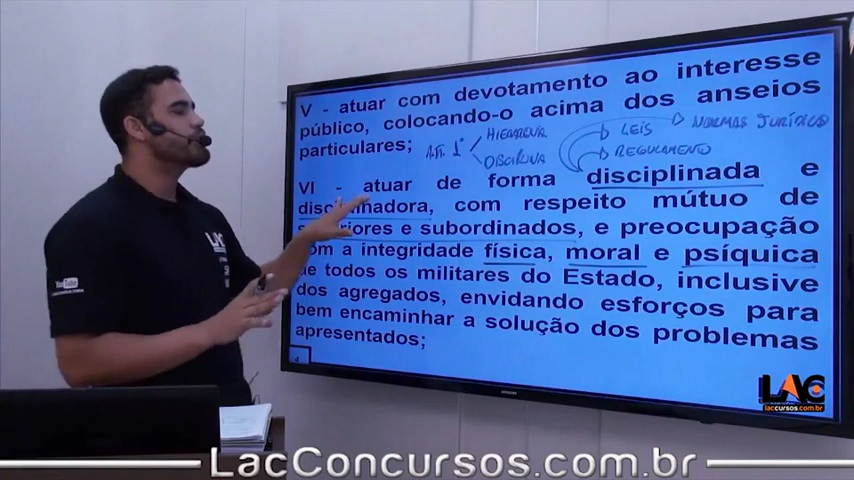 V - atuar com devotamento ao interesse
público, colocando-o acima dos anseios
particulares;
Art. 1º
HIERARQUIA
DISCIPLINA
LEIS
NORMAS JURÍDICAS
REGULAMENTO
VI - atuar de forma disciplinada e
disciplinadora, com respeito mútuo de
superiores e subordinados, e preocupação
com a integridade física, moral e psíquica
de todos os militares do Estado, inclusive
dos agregados, envidando esforços para
bem encaminhar a solução dos problemas
apresentados;
4
LAC
laccursos.com.br
YouTube
LAC
LacConcursos.com.br